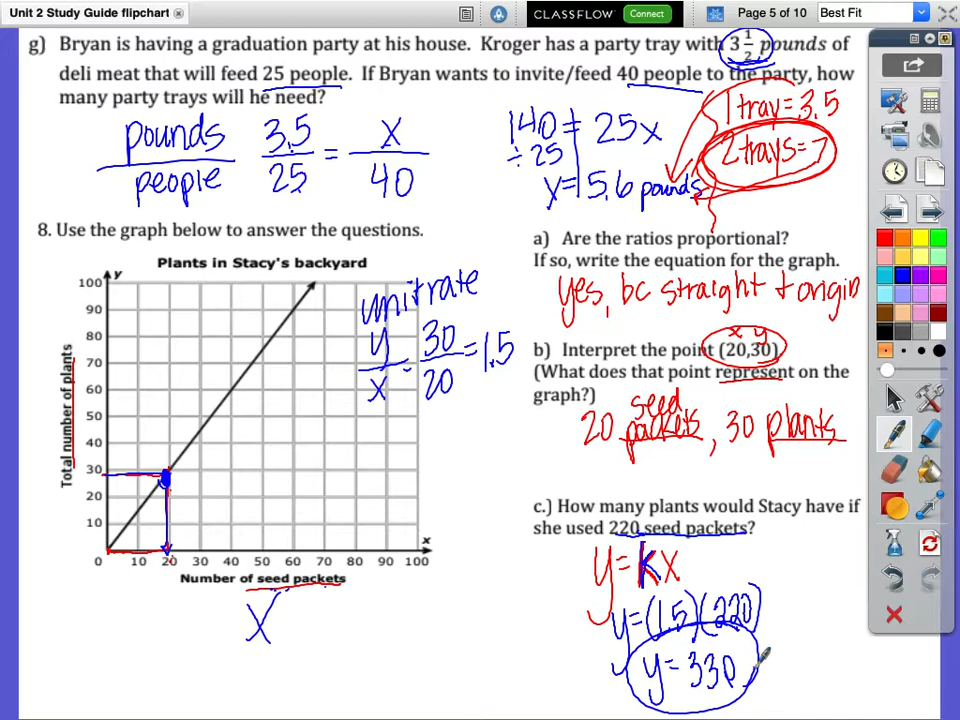 Unit 2 Study Guide flipchart
CLASSFLOW Connect
Page 5 of 10 Best Fit
g) Bryan is having a graduation party at his house. Kroger has a party tray with 3 1/2 pounds of
deli meat that will feed 25 people. If Bryan wants to invite/feed 40 people to the party, how
many party trays will he need?
pounds 3.5 = x
people 25 40
140 = 25x
÷25
x = 5.6 pounds
1 tray = 3.5
2 trays = 7
8. Use the graph below to answer the questions.
Plants in Stacy's backyard
y
100
90
80
70
60
50
40
30
20
10
0 10 20 30 40 50 60 70 80 90 100
x
Total number of plants
Number of seed packets
X
unit rate
y = 30 = 1.5
x 20
a) Are the ratios proportional?
If so, write the equation for the graph.
yes, bc straight + origin
x y
b) Interpret the point (20,30).
(What does that point represent on the
graph?)
seed
20 packets, 30 plants
c.) How many plants would Stacy have if
she used 220 seed packets?
y = kx
y = (1.5)(220)
y = 330